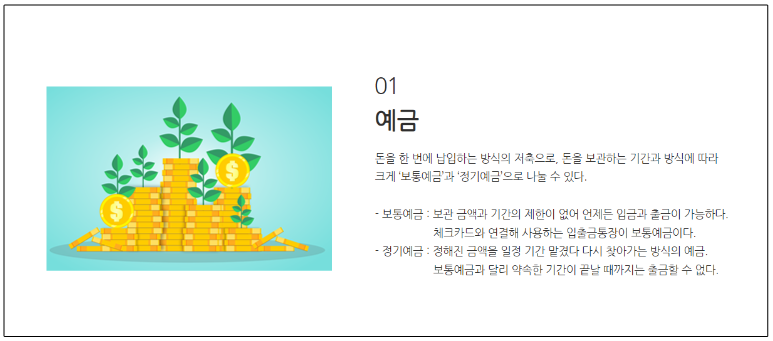 01
예금
돈을 한 번에 납입하는 방식의 저축으로, 돈을 보관하는 기간과 방식에 따라
크게 ‘보통예금’과 ‘정기예금’으로 나눌 수 있다.
- 보통예금 : 보관 금액과 기간의 제한이 없어 언제든 입금과 출금이 가능하다.
체크카드와 연결해 사용하는 입출금통장이 보통예금이다.
- 정기예금 : 정해진 금액을 일정 기간 맡겼다 다시 찾아가는 방식의 예금.
보통예금과 달리 약속한 기간이 끝날 때까지는 출금할 수 없다.
$
$